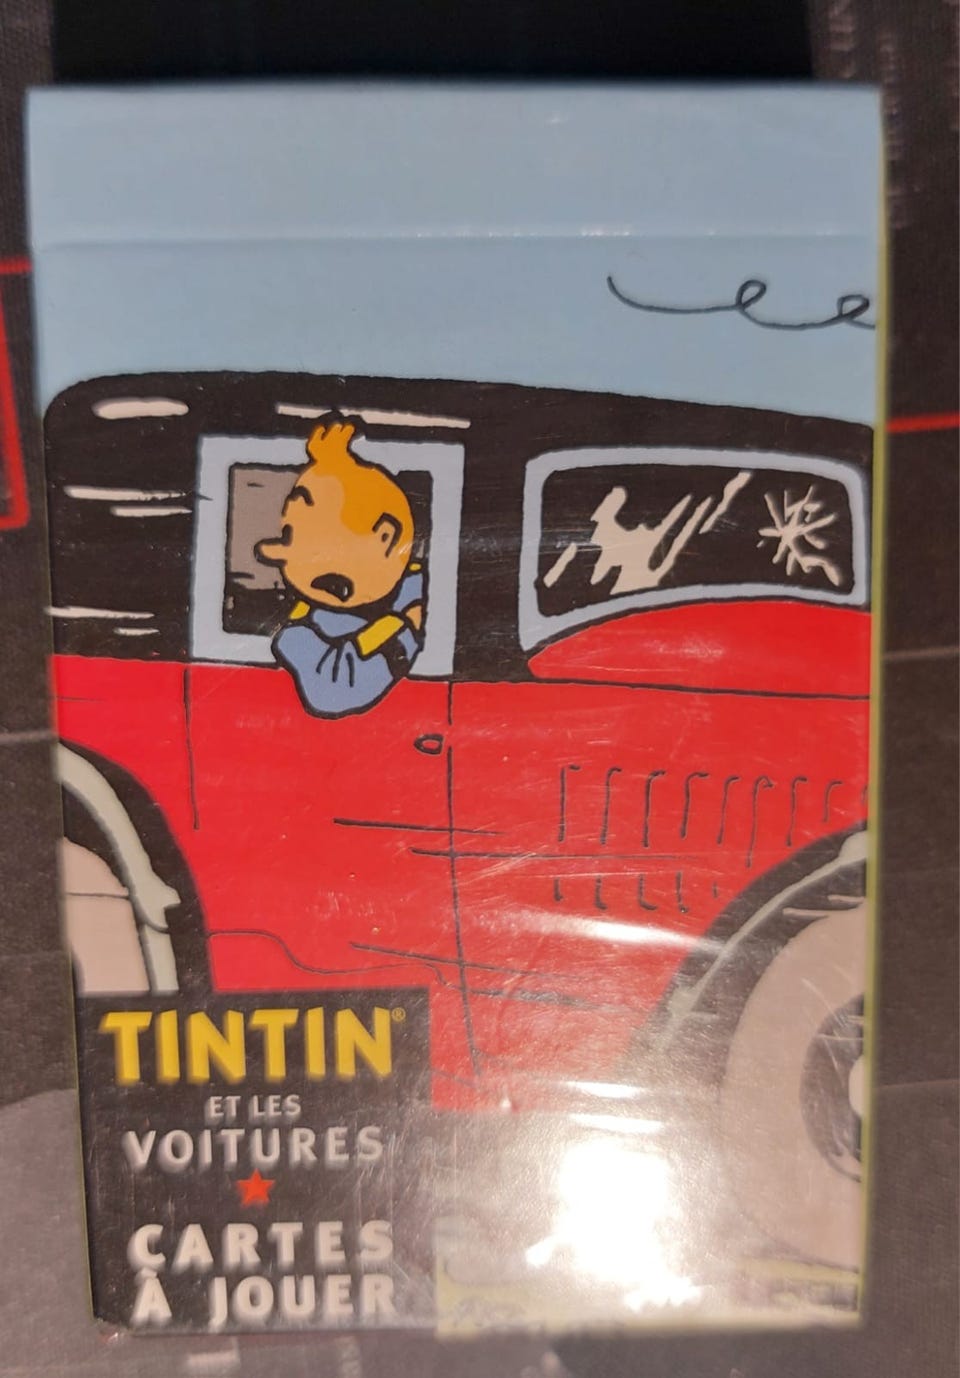 TINTIN®
ET LES
VOITURES
CARTES
À JOUER